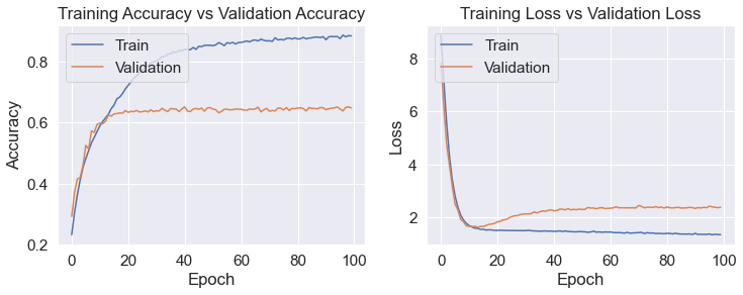 Training Accuracy vs Validation Accuracy
Train
Validation
0.8
0.6
0.4
0.2
Accuracy
0 20 40 60 80 100
Epoch
Training Loss vs Validation Loss
Train
Validation
8
6
4
2
Loss
0 20 40 60 80 100
Epoch